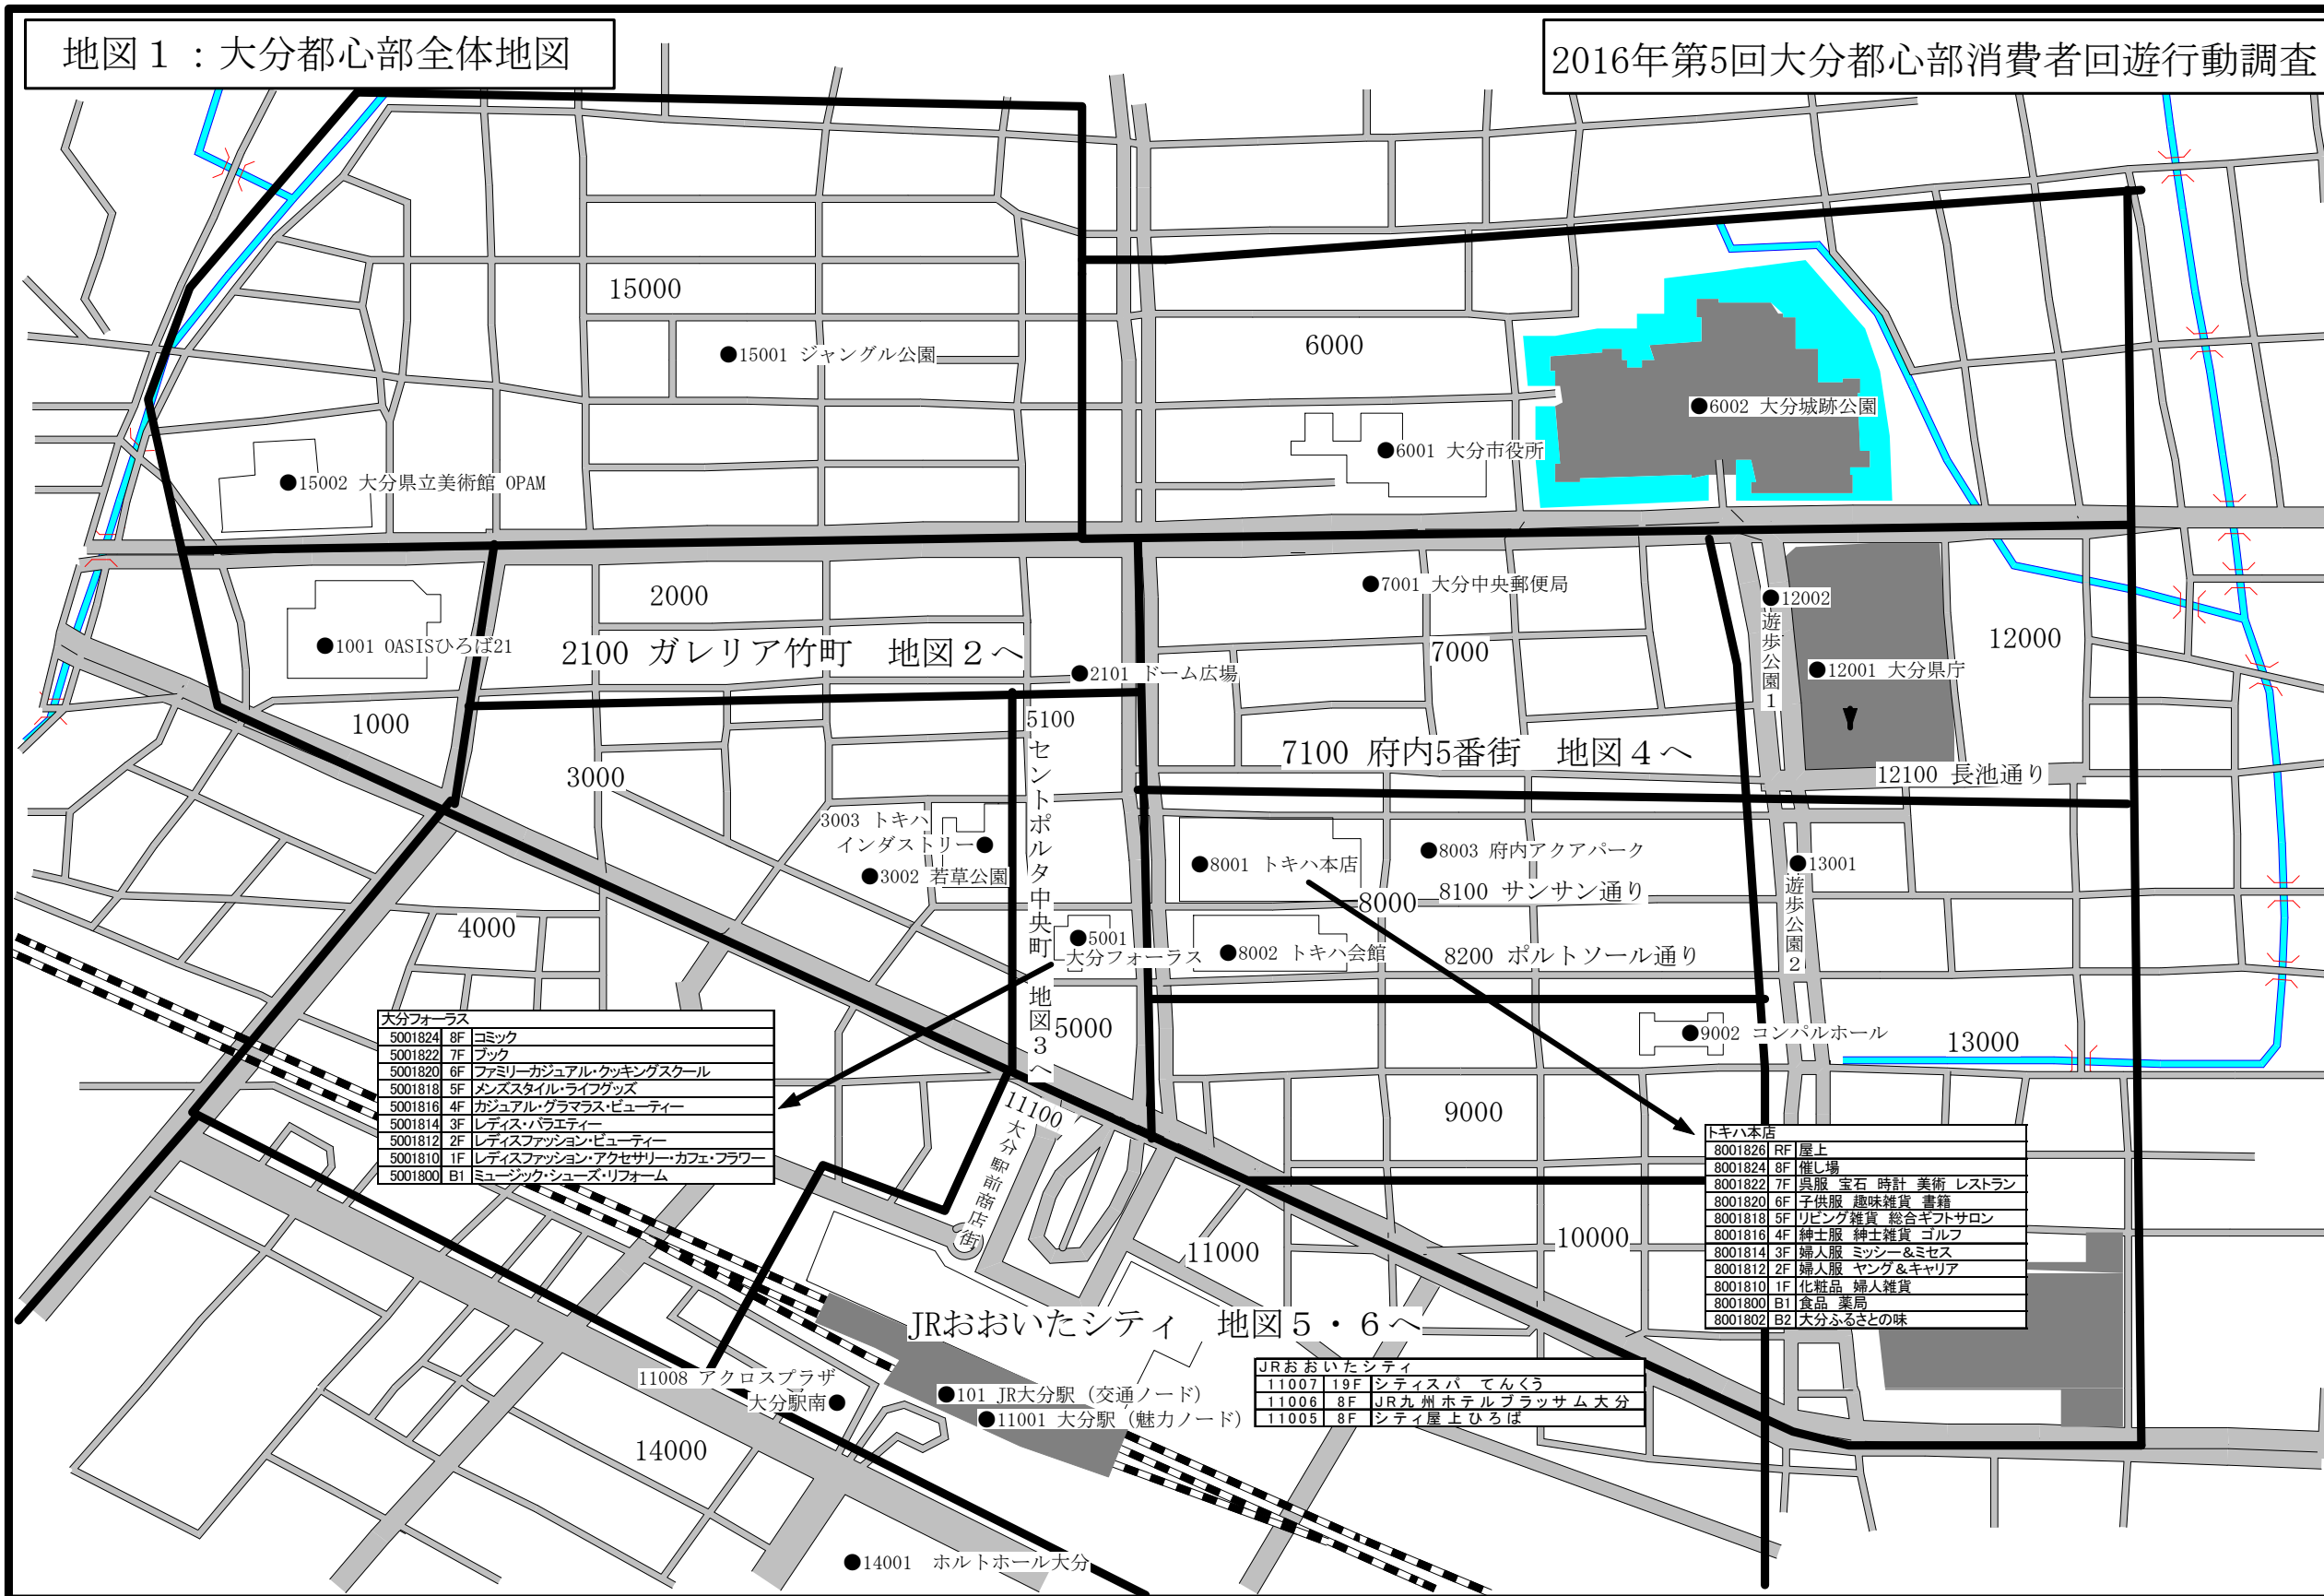 地図１：大分都心部全体地図
2016年第5回大分都心部消費者回遊行動調査
15000
●15001 ジャングル公園
6000
●6002 大分城跡公園
●6001 大分市役所
●15002 大分県立美術館 OPAM
2000
●7001 大分中央郵便局
●12002
遊歩公園1
12000
●1001 OASISひろば21
2100 ガレリア竹町　地図２へ
7000
●2101 ドーム広場
●12001 大分県庁
1000
5100
セントポルタ中央町　地図３へ
7100 府内5番街　地図４へ
3000
12100 長池通り
3003 トキハ
インダストリー●
●3002 若草公園
●8001 トキハ本店
●8003 府内アクアパーク
●13001
遊歩公園2
8000
8100 サンサン通り
4000
●5001
大分フォーラス
●8002 トキハ会館
8200 ポルトソール通り
5000
●9002 コンパルホール
13000
大分フォーラス
5001824 8F コミック
5001822 7F ブック
5001820 6F ファミリーカジュアル・クッキングスクール
5001818 5F メンズスタイル・ライフグッズ
5001816 4F カジュアル・グラマラス・ビューティー
5001814 3F レディス・バラエティー
5001812 2F レディスファッション・ビューティー
5001810 1F レディスファッション・アクセサリー・カフェ・フラワー
5001800 B1 ミュージック・シューズ・リフォーム
11100
大分駅前商店街
9000
トキハ本店
8001826 RF 屋上
8001824 8F 催し場
8001822 7F 呉服 宝石 時計 美術 レストラン
8001820 6F 子供服 趣味雑貨 書籍
8001818 5F リビング雑貨 総合ギフトサロン
8001816 4F 紳士服 紳士雑貨 ゴルフ
8001814 3F 婦人服 ミッシー＆ミセス
8001812 2F 婦人服 ヤング＆キャリア
8001810 1F 化粧品 婦人雑貨
8001800 B1 食品 薬局
8001802 B2 大分ふるさとの味
11000
10000
JRおおいたシティ　地図５・６へ
JRおおいたシティ
11007 19F シティスパ てんくう
11006 8F JR九州ホテルブラッサム大分
11005 8F シティ屋上ひろば
11008 アクロスプラザ
大分駅南●
●101 JR大分駅（交通ノード）
●11001 大分駅（魅力ノード）
14000
●14001　ホルトホール大分